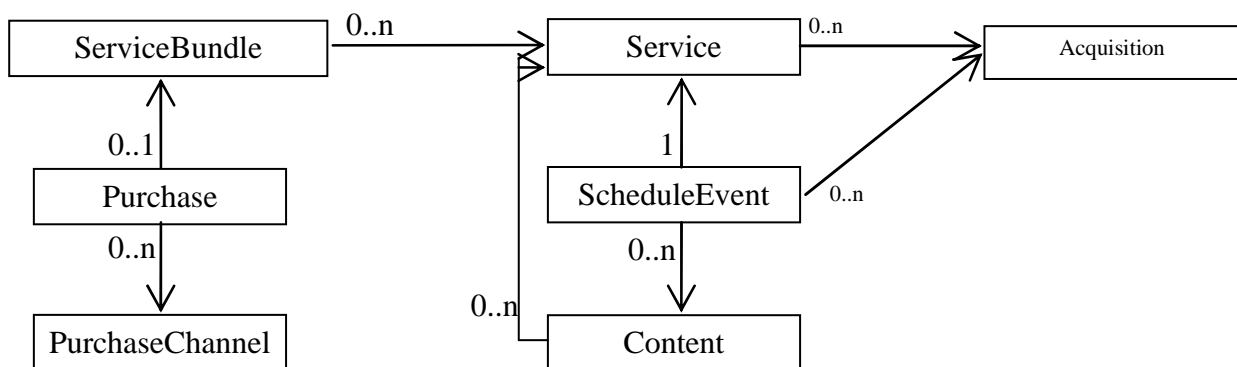 0..n
0..n
ServiceBundle
Service
Acquisition
0..1
1
Purchase
ScheduleEvent
0..n
0..n
0..n
0..n
PurchaseChannel
Content